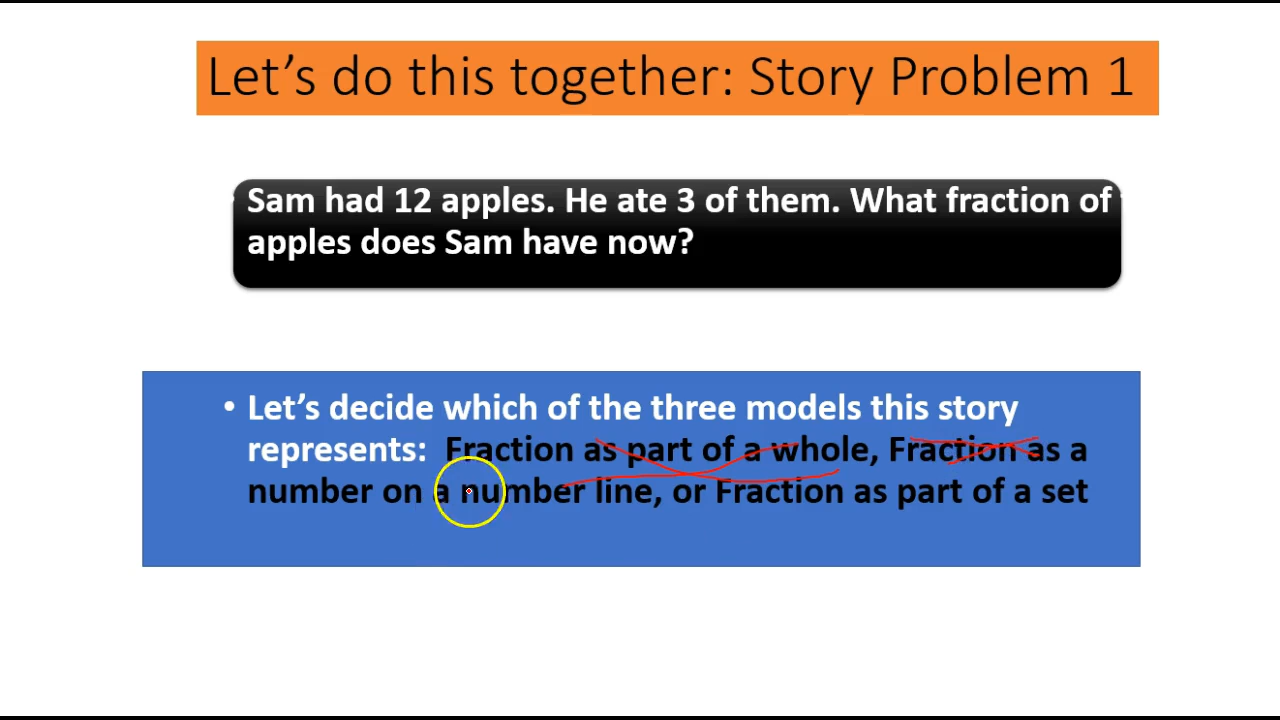 Let's do this together: Story Problem 1
Sam had 12 apples. He ate 3 of them. What fraction of
apples does Sam have now?
• Let's decide which of the three models this story
represents: Fraction as part of a whole, Fraction as a
number on a number line, or Fraction as part of a set